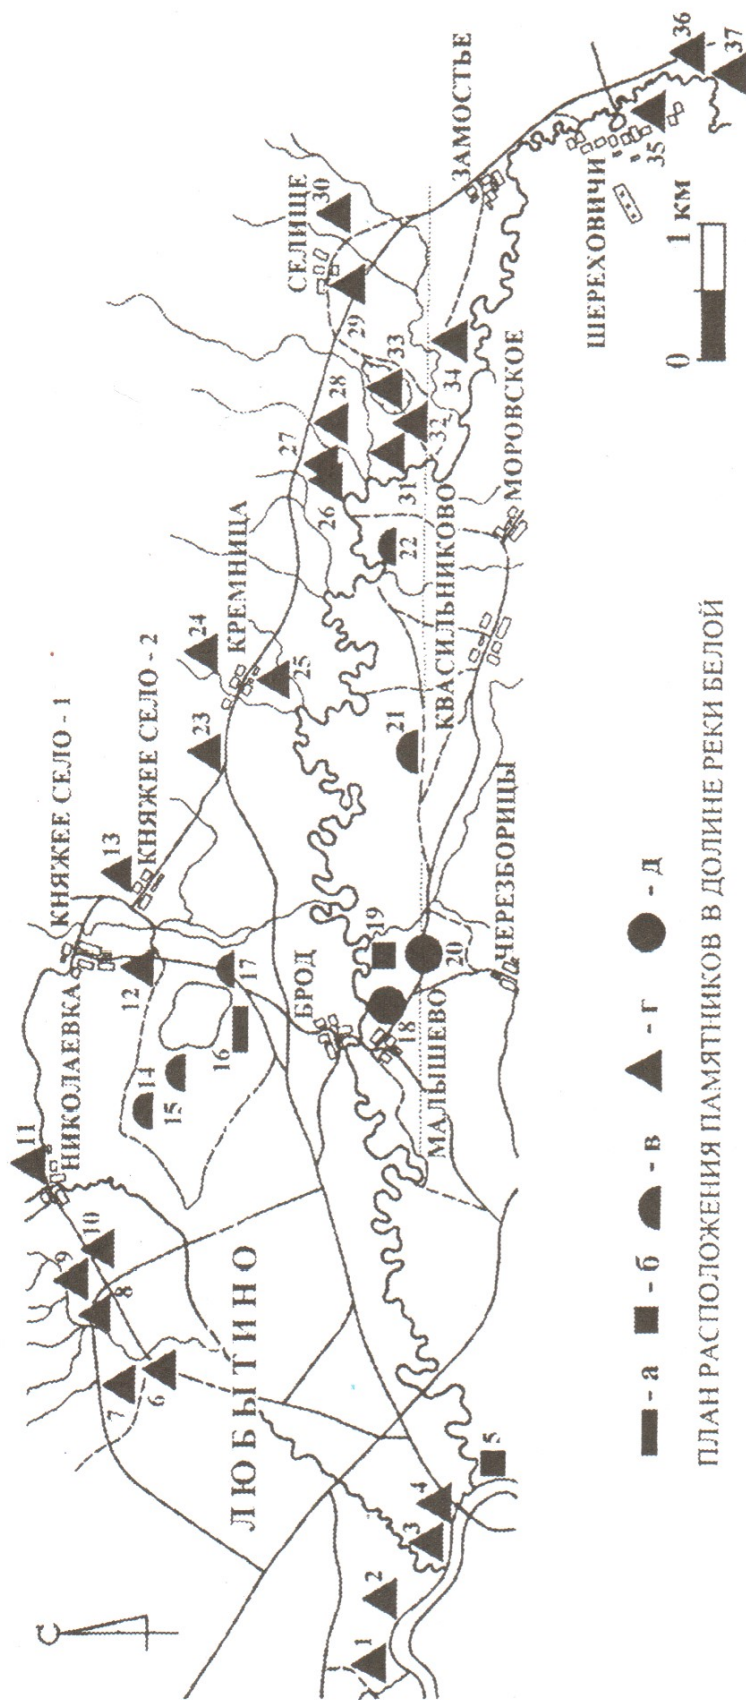 С
НИКОЛАЕВКА
КНЯЖЕЕ СЕЛО - 1
КНЯЖЕЕ СЕЛО - 2
КРЕМНИЦА
СЕЛИЩЕ
ЗАМОСТЬЕ
ЛЮБЫТИНО
БРОД
МАЛЫШЕВО
ЧЕРЕЗБОРИЦЫ
КВАСИЛЬНИКОВО
МОРОВСКОЕ
ШЕРЕХОВИЧИ
1
2
3
4
5
6
7
8
9
10
11
12
13
14
15
16
17
18
19
20
21
22
23
24
25
26
27
28
29
30
31
32
33
34
35
36
37
0 1 КМ
- а - б - в - г - д
ПЛАН РАСПОЛОЖЕНИЯ ПАМЯТНИКОВ В ДОЛИНЕ РЕКИ БЕЛОЙ